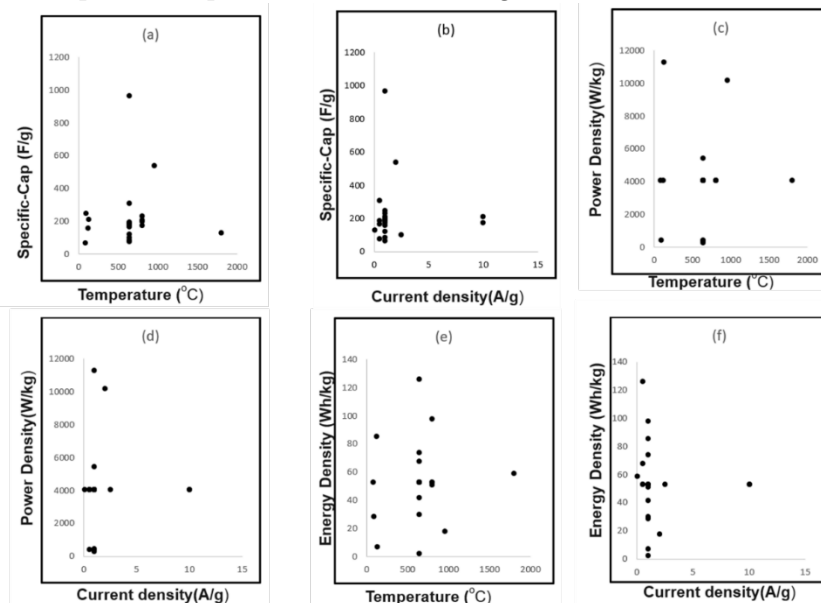 (a)
1200
1000
800
600
400
200
0
0 500 1000 1500 2000
Specific-Cap (F/g)
Temperature (°C)
(b)
1200
1000
800
600
400
200
0
0 5 10 15
Specific-Cap (F/g)
Current density(A/g)
(c)
12000
10000
8000
6000
4000
2000
0
0 500 1000 1500 2000
Power Density(W/kg)
Temperature (°C)
(d)
12000
10000
8000
6000
4000
2000
0
0 5 10 15
Power Density(W/kg)
Current density(A/g)
(e)
140
120
100
80
60
40
20
0
0 500 1000 1500 2000
Energy Density (Wh/kg)
Temperature (°C)
(f)
140
120
100
80
60
40
20
0
0 5 10 15
Energy Density (Wh/kg)
Current density(A/g)